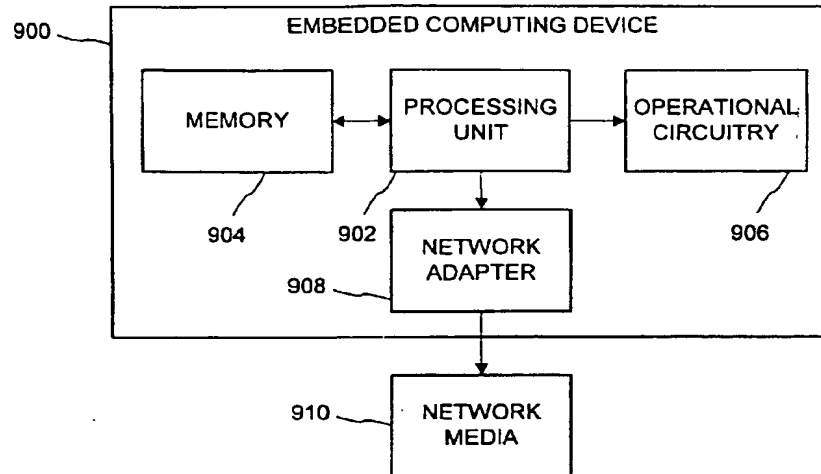 900
EMBEDDED COMPUTING DEVICE
MEMORY
PROCESSING
UNIT
OPERATIONAL
CIRCUITRY
904
902
906
NETWORK
ADAPTER
908
910
NETWORK
MEDIA